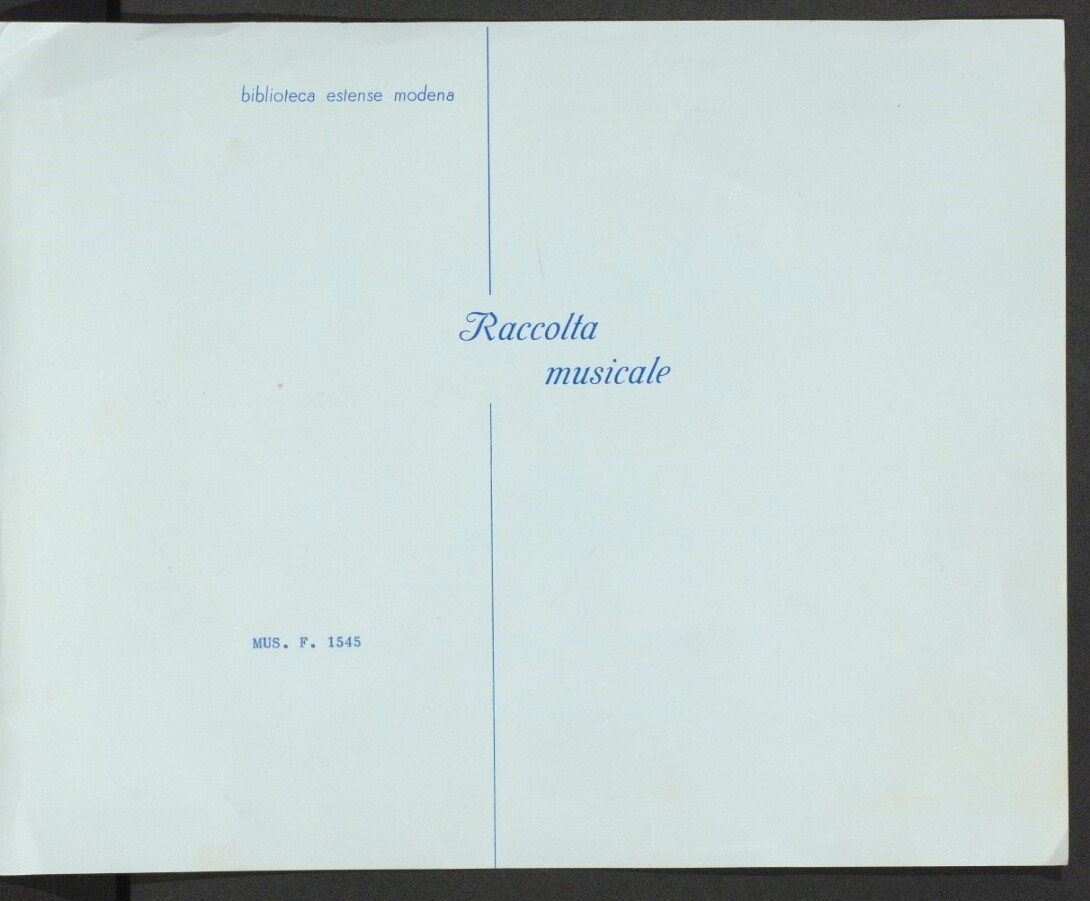 biblioteca estense modena
Raccolta
musicale
MUS. F. 1545